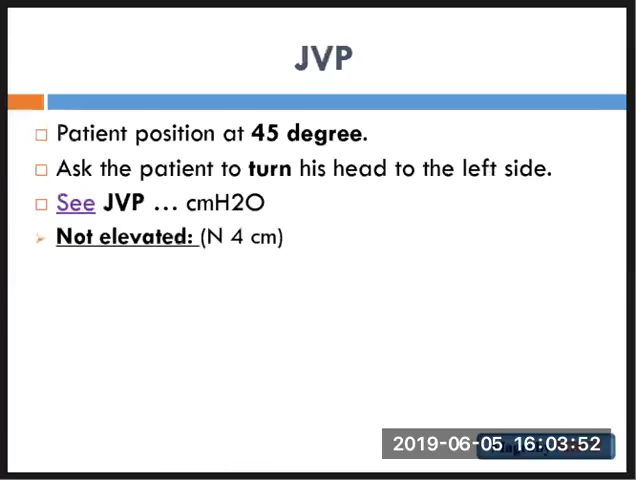 JVP
Patient position at 45 degree.
Ask the patient to turn his head to the left side.
See JVP … cmH2O
Not elevated: (N 4 cm)
2019-06-05 16:03:52